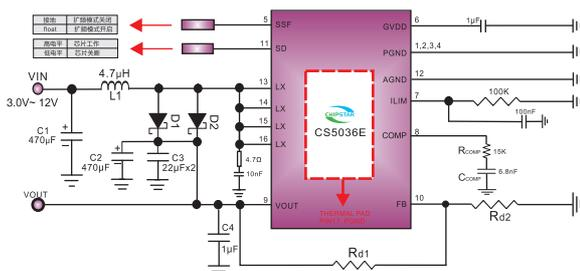 接地 扩频模式关闭
float 扩频模式开启
高电平 芯片工作
低电平 芯片关断
5 SSF
11 SD
VIN
3.0V~ 12V
4.7μH
L1
C1
470μF
D1
D2
C2
470μF
C3
22μFx2
13 LX
14 LX
15 LX
16 LX
4.7Ω
10nF
VOUT
9 VOUT
C4
1μF
CHIPSTAR
CS5036E
THERMAL PAD
PIN17 PGND
6 GVDD
1μF
PGND 1,2,3,4
AGND 12
ILIM 7
100K
100nF
COMP 8
RCOMP 15K
CCOMP 6.8nF
FB 10
Rd2
Rd1